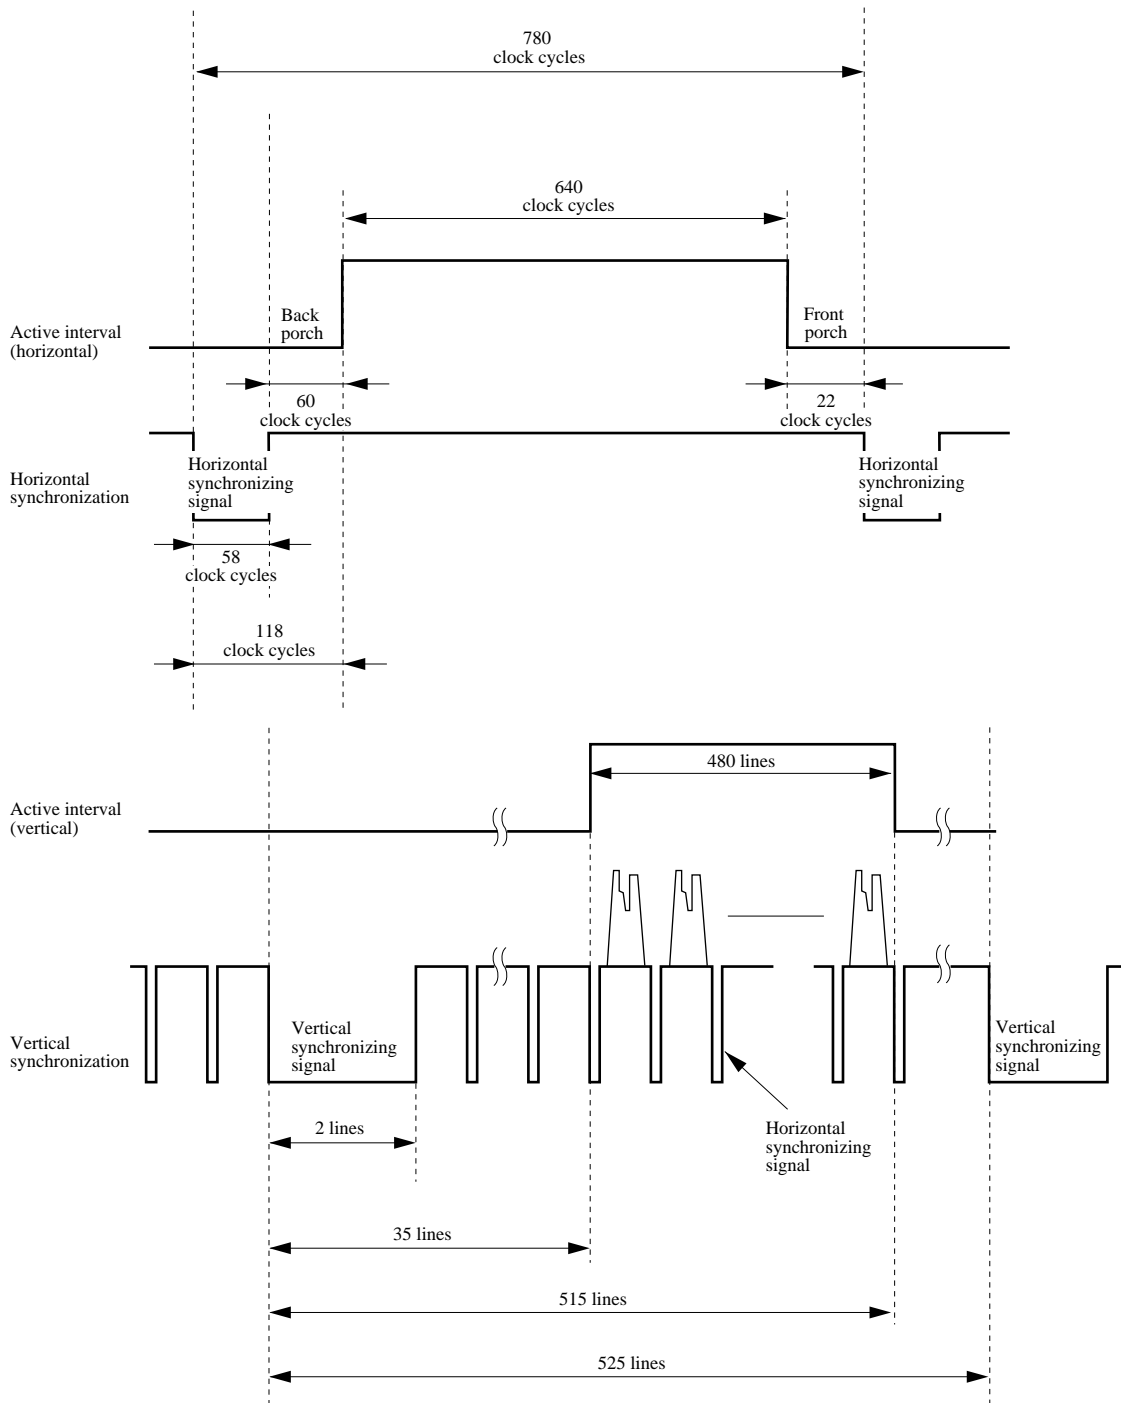 780
clock cycles
640
clock cycles
Back
porch
Front
porch
Active interval
(horizontal)
60
clock cycles
22
clock cycles
Horizontal
synchronization
Horizontal
synchronizing
signal
Horizontal
synchronizing
signal
58
clock cycles
118
clock cycles
480 lines
Active interval
(vertical)
Vertical
synchronization
Vertical
synchronizing
signal
Vertical
synchronizing
signal
2 lines
Horizontal
synchronizing
signal
35 lines
515 lines
525 lines